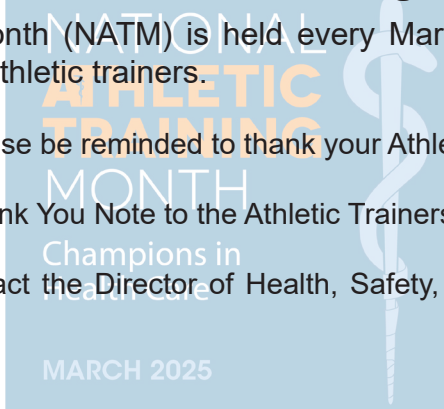 NATIONAL
onth (NATM) is held every Mar
thletic trainers.
ATHLETIC
TRAINING
se be reminded to thank your Athle
MONTH
nk You Note to the Athletic Trainers
Champions in
act the Director of Health, Safety,
Health Care
MARCH 2025